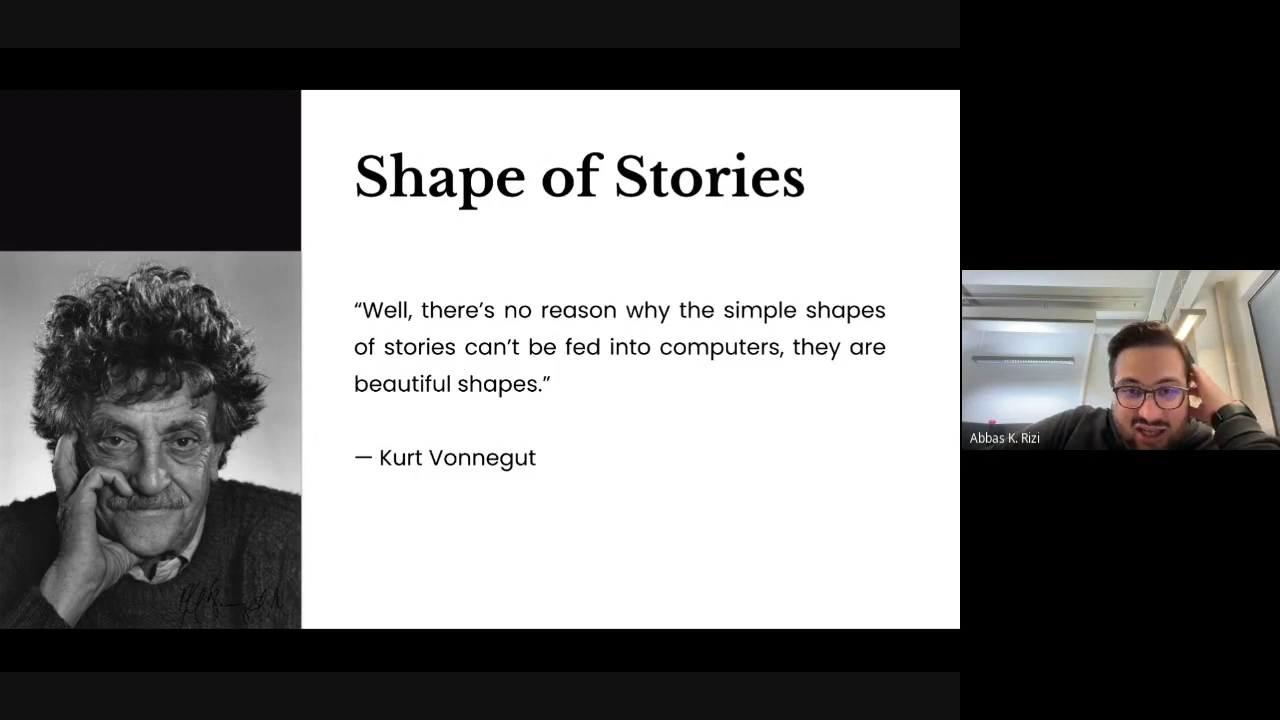 Shape of Stories
“Well, there’s no reason why the simple shapes
of stories can’t be fed into computers, they are
beautiful shapes.”
— Kurt Vonnegut
Abbas K. Rizi